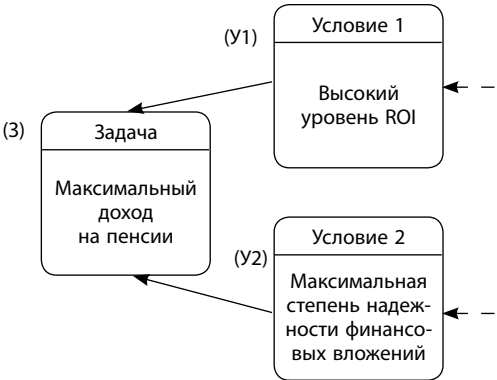 (У1)
Условие 1
Высокий
уровень ROI
(З)
Задача
Максимальный
доход
на пенсии
(У2)
Условие 2
Максимальная
степень надеж-
ности финансо-
вых вложений